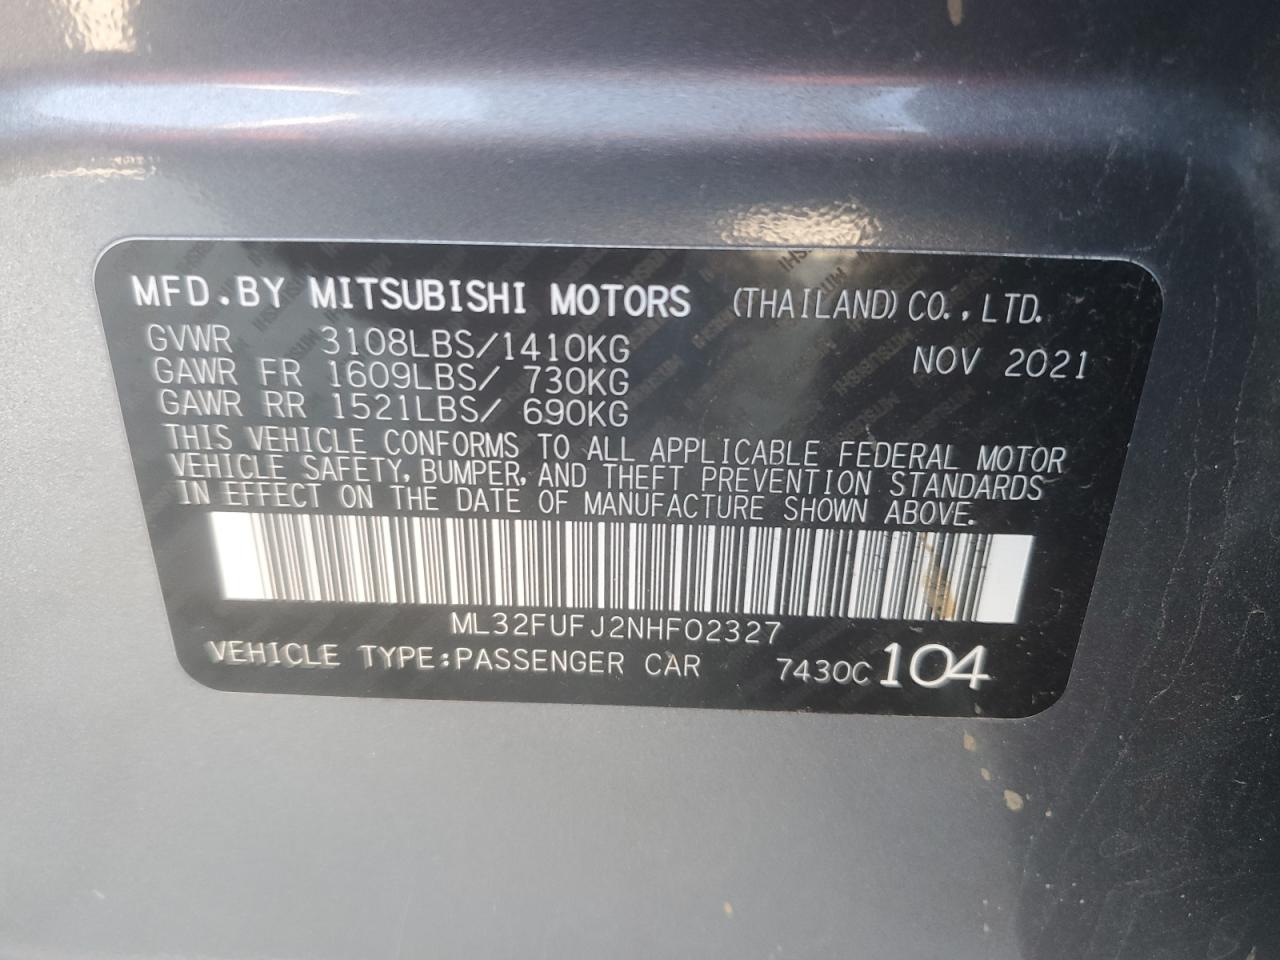 MFD.BY MITSUBISHI MOTORS (THAILAND) CO.,LTD.
GVWR 3108LBS/1410KG NOV 2021
GAWR FR 1609LBS/ 730KG
GAWR RR 1521LBS/ 690KG
THIS VEHICLE CONFORMS TO ALL APPLICABLE FEDERAL MOTOR
VEHICLE SAFETY, BUMPER, AND THEFT PREVENTION STANDARDS
IN EFFECT ON THE DATE OF MANUFACTURE SHOWN ABOVE.
ML32FUFJ2NHF02327
VEHICLE TYPE:PASSENGER CAR 7430C 104